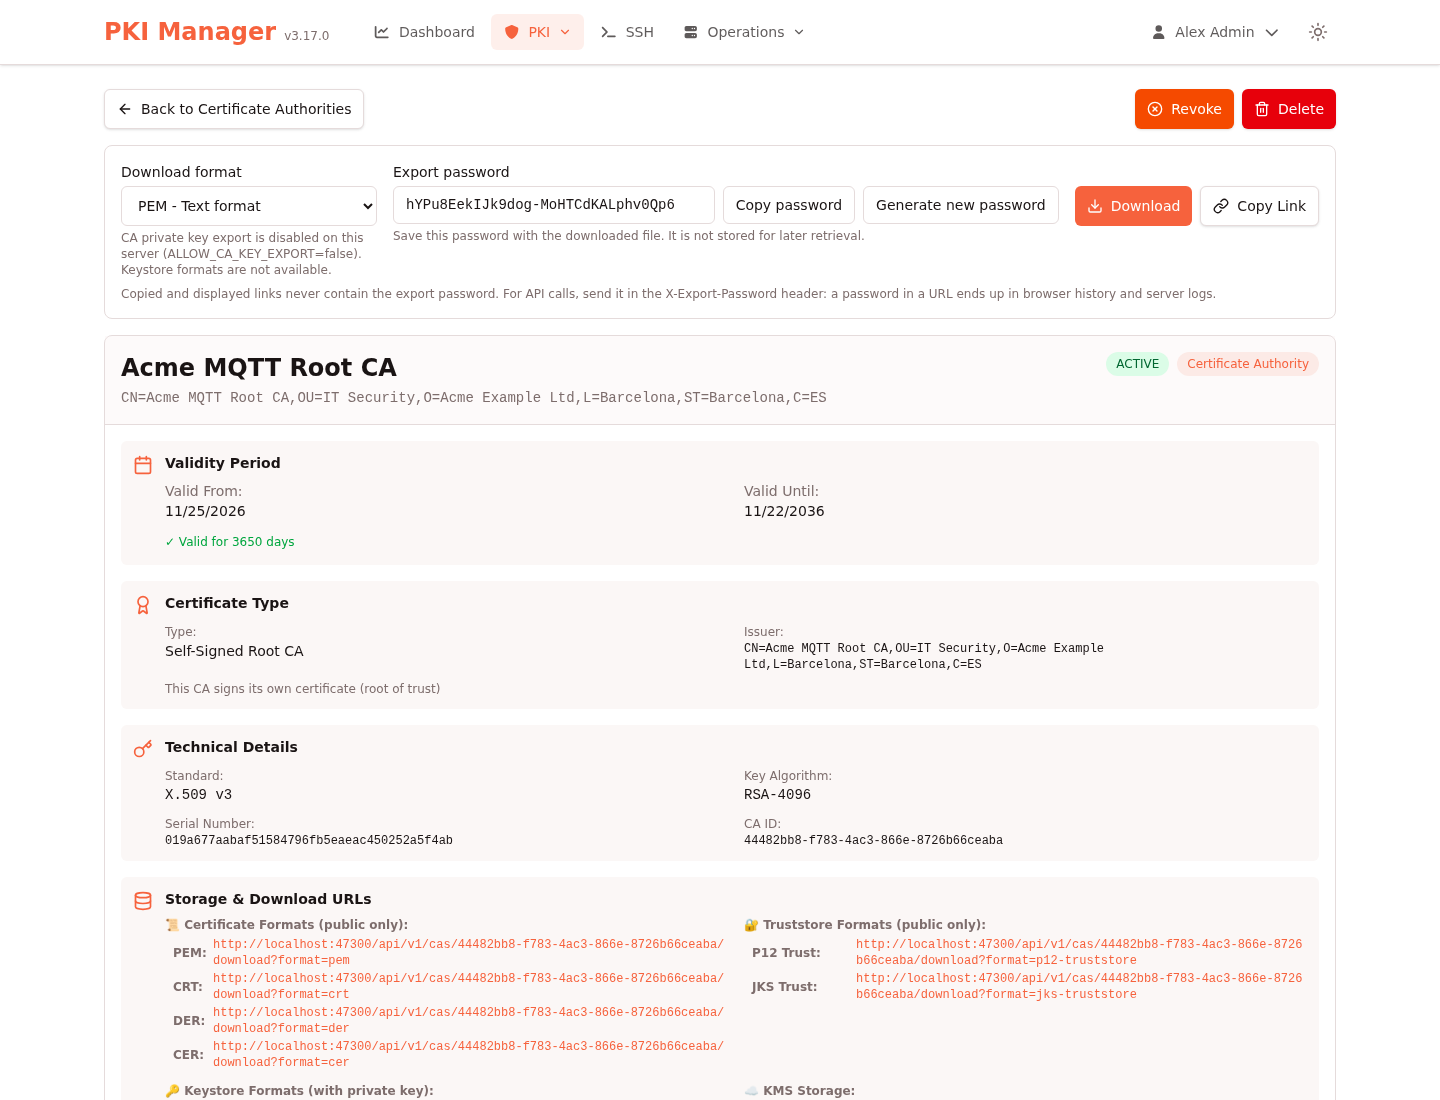 PKI Manager v3.17.0
Dashboard
PKI
SSH
Operations
Alex Admin
Back to Certificate Authorities
Revoke
Delete
Download format
PEM - Text format
CA private key export is disabled on this
server (ALLOW_CA_KEY_EXPORT=false).
Keystore formats are not available.
Export password
hYPu8EekIJk9dog-MoHTCdKALphv0Qp6
Copy password
Generate new password
Download
Copy Link
Save this password with the downloaded file. It is not stored for later retrieval.
Copied and displayed links never contain the export password. For API calls, send it in the X-Export-Password header: a password in a URL ends up in browser history and server logs.
Acme MQTT Root CA
ACTIVE
Certificate Authority
CN=Acme MQTT Root CA,OU=IT Security,O=Acme Example Ltd,L=Barcelona,ST=Barcelona,C=ES
Validity Period
Valid From:
11/25/2026
Valid Until:
11/22/2036
✓ Valid for 3650 days
Certificate Type
Type:
Self-Signed Root CA
Issuer:
CN=Acme MQTT Root CA,OU=IT Security,O=Acme Example
Ltd,L=Barcelona,ST=Barcelona,C=ES
This CA signs its own certificate (root of trust)
Technical Details
Standard:
X.509 v3
Key Algorithm:
RSA-4096
Serial Number:
019a677aabaf51584796fb5eaeac450252a5f4ab
CA ID:
44482bb8-f783-4ac3-866e-8726b66ceaba
Storage & Download URLs
📜 Certificate Formats (public only):
PEM:
http://localhost:47300/api/v1/cas/44482bb8-f783-4ac3-866e-8726b66ceaba/
download?format=pem
CRT:
http://localhost:47300/api/v1/cas/44482bb8-f783-4ac3-866e-8726b66ceaba/
download?format=crt
DER:
http://localhost:47300/api/v1/cas/44482bb8-f783-4ac3-866e-8726b66ceaba/
download?format=der
CER:
http://localhost:47300/api/v1/cas/44482bb8-f783-4ac3-866e-8726b66ceaba/
download?format=cer
🔐 Truststore Formats (public only):
P12 Trust:
http://localhost:47300/api/v1/cas/44482bb8-f783-4ac3-866e-8726
b66ceaba/download?format=p12-truststore
JKS Trust:
http://localhost:47300/api/v1/cas/44482bb8-f783-4ac3-866e-8726
b66ceaba/download?format=jks-truststore
🔑 Keystore Formats (with private key):
☁️ KMS Storage: